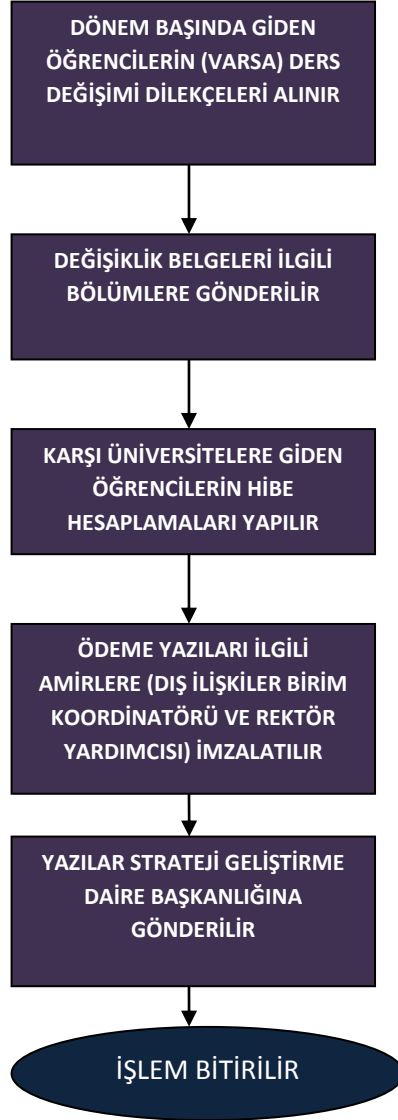 DÖNEM BAŞINDA GİDEN
ÖĞRENCİLERİN (VARSA) DERS
DEĞİŞİMİ DİLEKÇELERİ ALINIR
DEĞİŞİKLİK BELGELERİ İLGİLİ
BÖLÜMLERE GÖNDERİLİR
KARŞI ÜNİVERSİTELERE GİDEN
ÖĞRENCİLERİN HİBE
HESAPLAMALARI YAPILIR
ÖDEME YAZILARI İLGİLİ
AMİRLERE (DIŞ İLİŞKİLER BİRİM
KOORDİNATÖRÜ VE REKTÖR
YARDIMCISI) İMZALATILIR
YAZILAR STRATEJİ GELİŞTİRME
DAİRE BAŞKANLIĞINA
GÖNDERİLİR
İŞLEM BİTİRİLİR